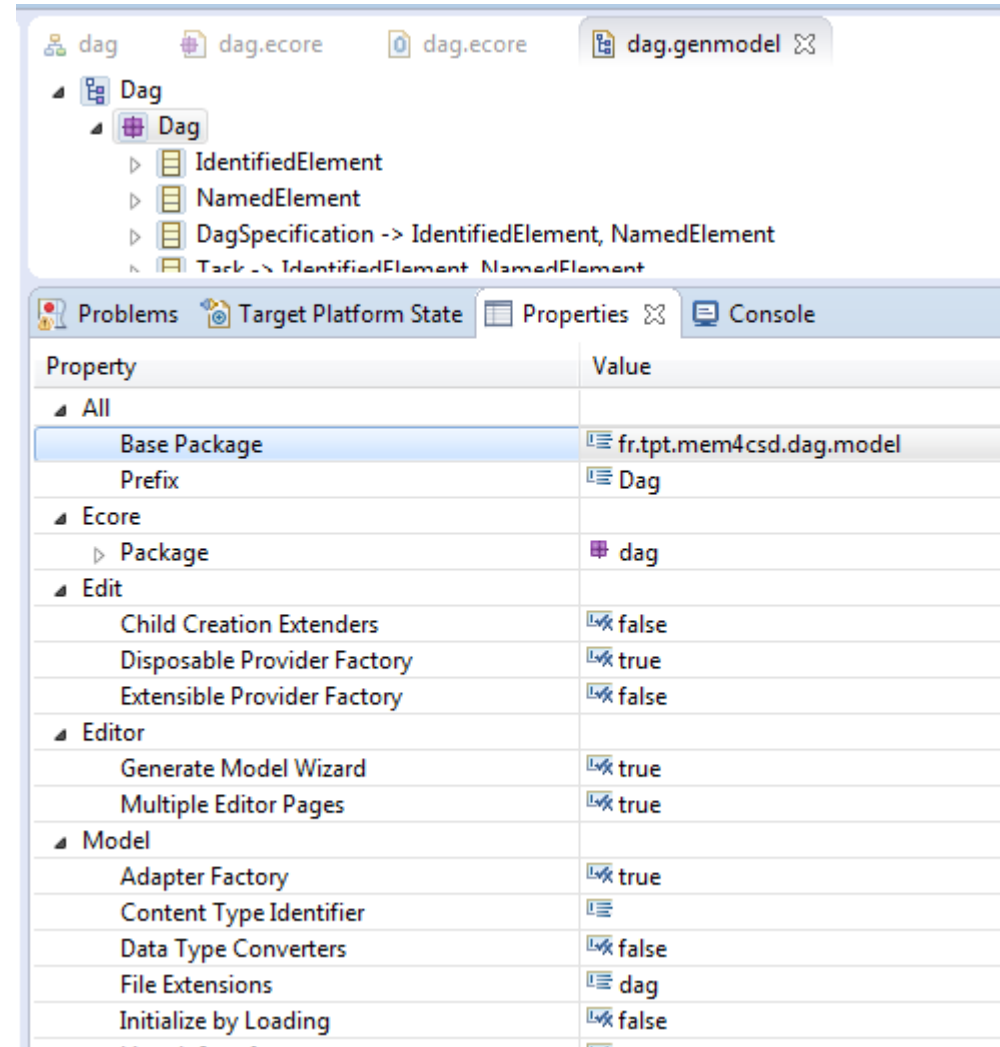 dag dag.ecore dag.ecore dag.genmodel
Dag
Dag
IdentifiedElement
NamedElement
DagSpecification -> IdentifiedElement, NamedElement
Task -> IdentifiedElement, NamedElement
Problems Target Platform State Properties Console
Property Value
All
Base Package fr.tpt.mem4csd.dag.model
Prefix Dag
Ecore
Package dag
Edit
Child Creation Extenders false
Disposable Provider Factory true
Extensible Provider Factory false
Editor
Generate Model Wizard true
Multiple Editor Pages true
Model
Adapter Factory true
Content Type Identifier
Data Type Converters false
File Extensions dag
Initialize by Loading false